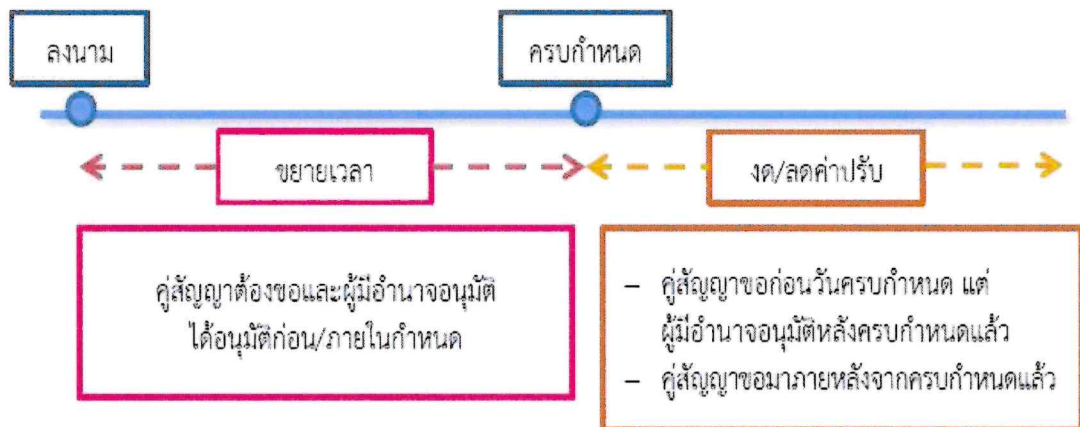 ลงนาม
ครบกำหนด
ขยายเวลา
งด/ลดค่าปรับ
คู่สัญญาต้องขอและผู้มีอำนาจอนุมัติ
ได้อนุมัติก่อน/ภายในกำหนด
– คู่สัญญาขอก่อนวันครบกำหนด แต่
ผู้มีอำนาจอนุมัติหลังครบกำหนดแล้ว
– คู่สัญญาขอมาภายหลังจากครบกำหนดแล้ว